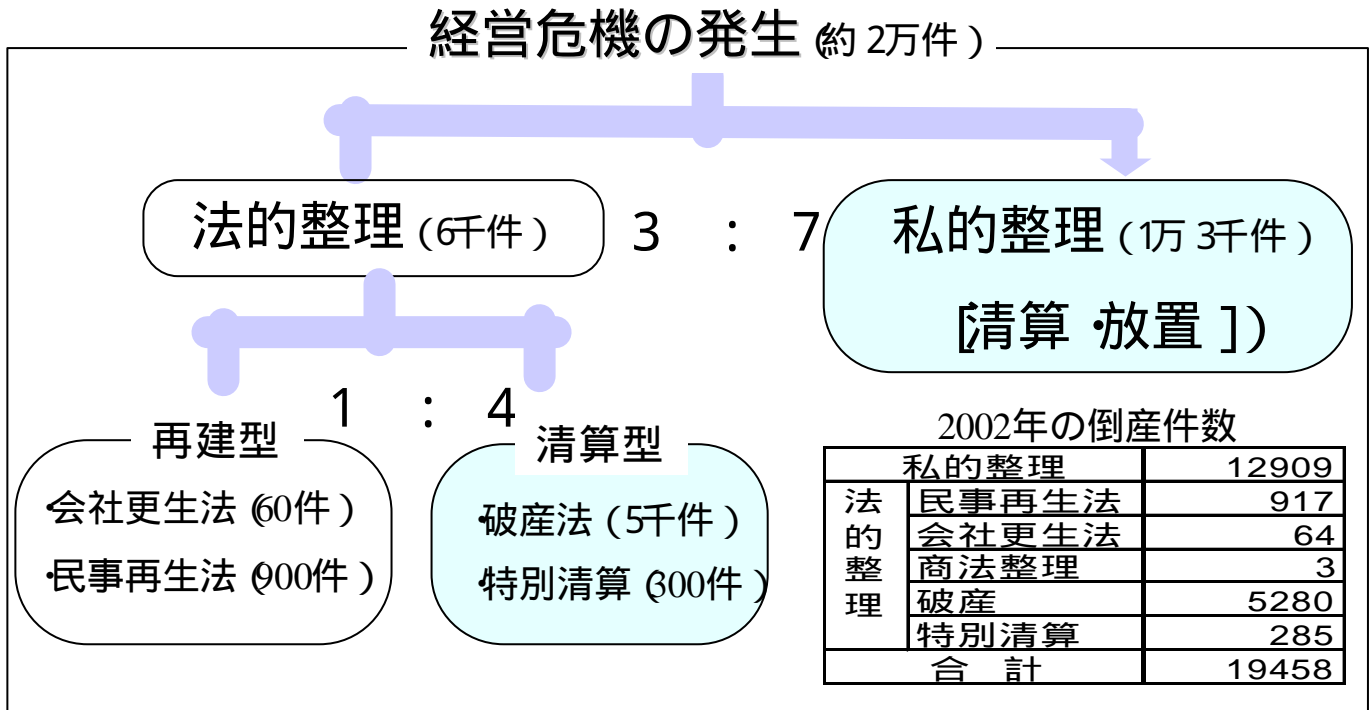 経営危機の発生 (約 2万件 )
法的整理 (6千件 )
3 : 7
私的整理 (1万 3千件 )
[清算 ・放置 ])
1 : 4
再建型
・会社更生法 (60件 )
・民事再生法 (900件 )
清算型
・破産法 (5千件 )
・特別清算 (300件 )
2002年の倒産件数
私的整理 12909
法的整理
民事再生法 917
会社更生法 64
商法整理 3
破産 5280
特別清算 285
合 計 19458